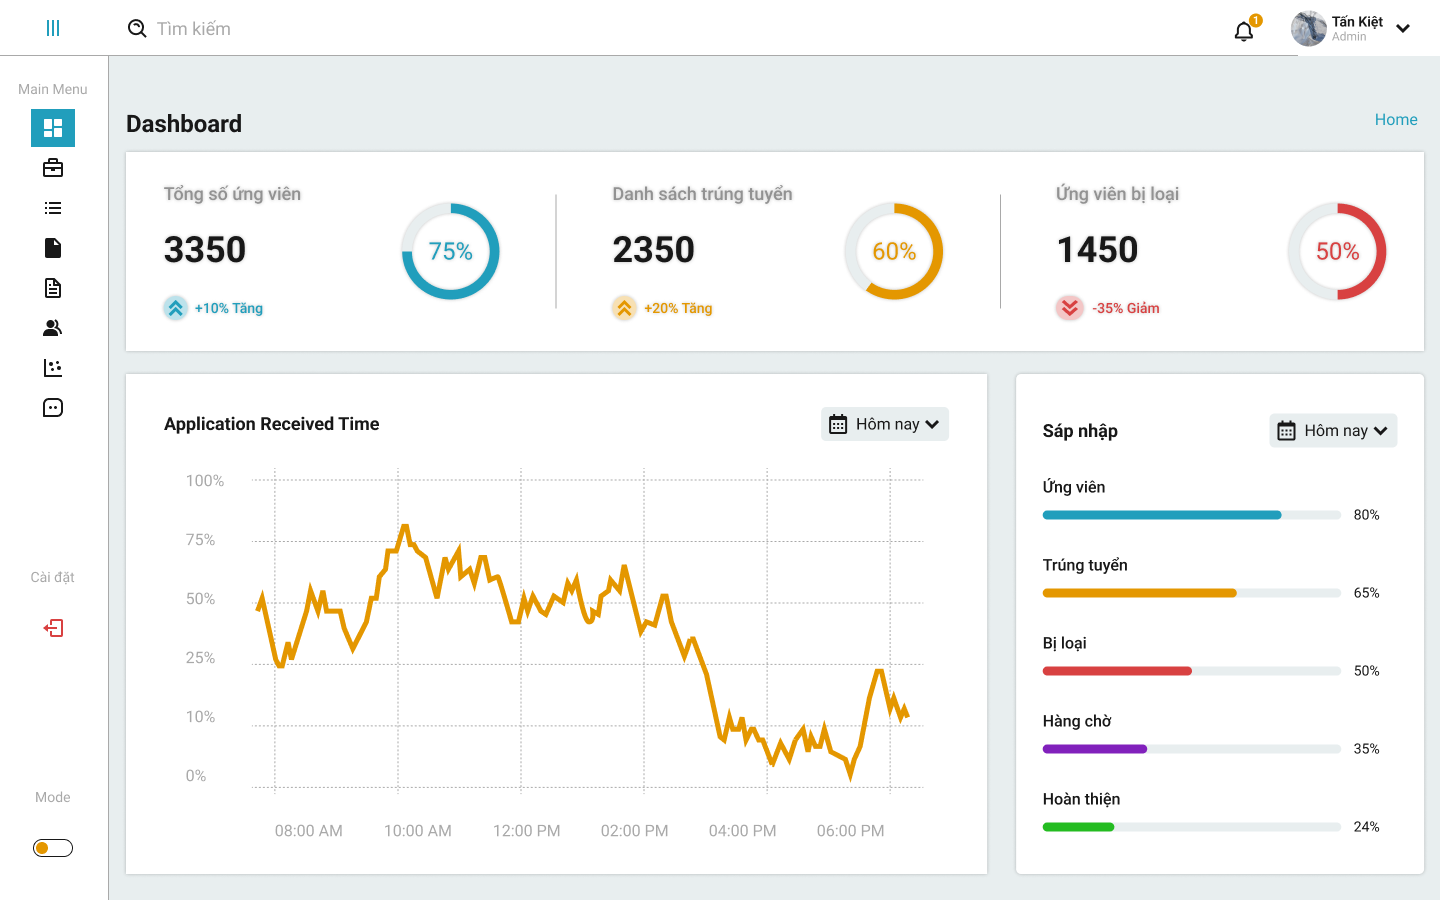 Tìm kiếm
1
Tấn Kiệt
Admin
Main Menu
Cài đặt
Mode
Dashboard
Home
Tổng số ứng viên
3350
75%
+10% Tăng
Danh sách trúng tuyển
2350
60%
+20% Tăng
Ứng viên bị loại
1450
50%
-35% Giảm
Application Received Time
Hôm nay
100%
75%
50%
25%
10%
0%
08:00 AM
10:00 AM
12:00 PM
02:00 PM
04:00 PM
06:00 PM
Sáp nhập
Hôm nay
Ứng viên
80%
Trúng tuyển
65%
Bị loại
50%
Hàng chờ
35%
Hoàn thiện
24%